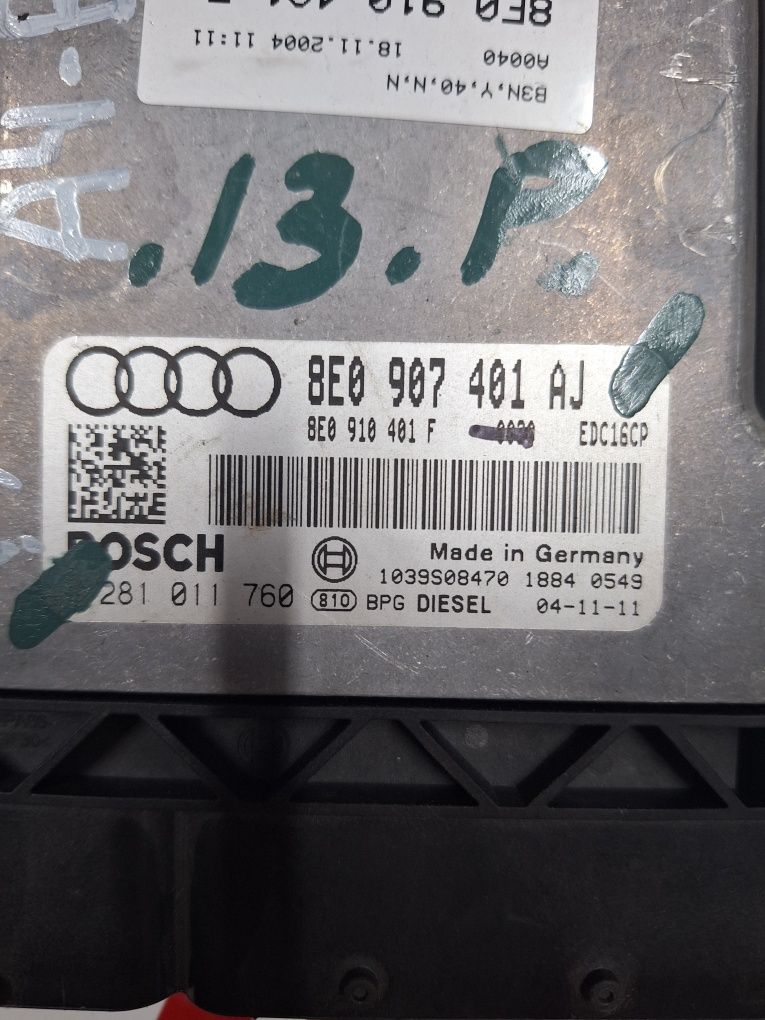 8E0 910 401 F
18.11.2004 11:11
A0040
B3N,Y,40,N,N
A4
.13.P.
8E0 907 401 AJ
8E0 910 401 F EDC16CP
BOSCH
Made in Germany
1039S08470 1884 0549
281 011 760 810 BPG DIESEL 04-11-11